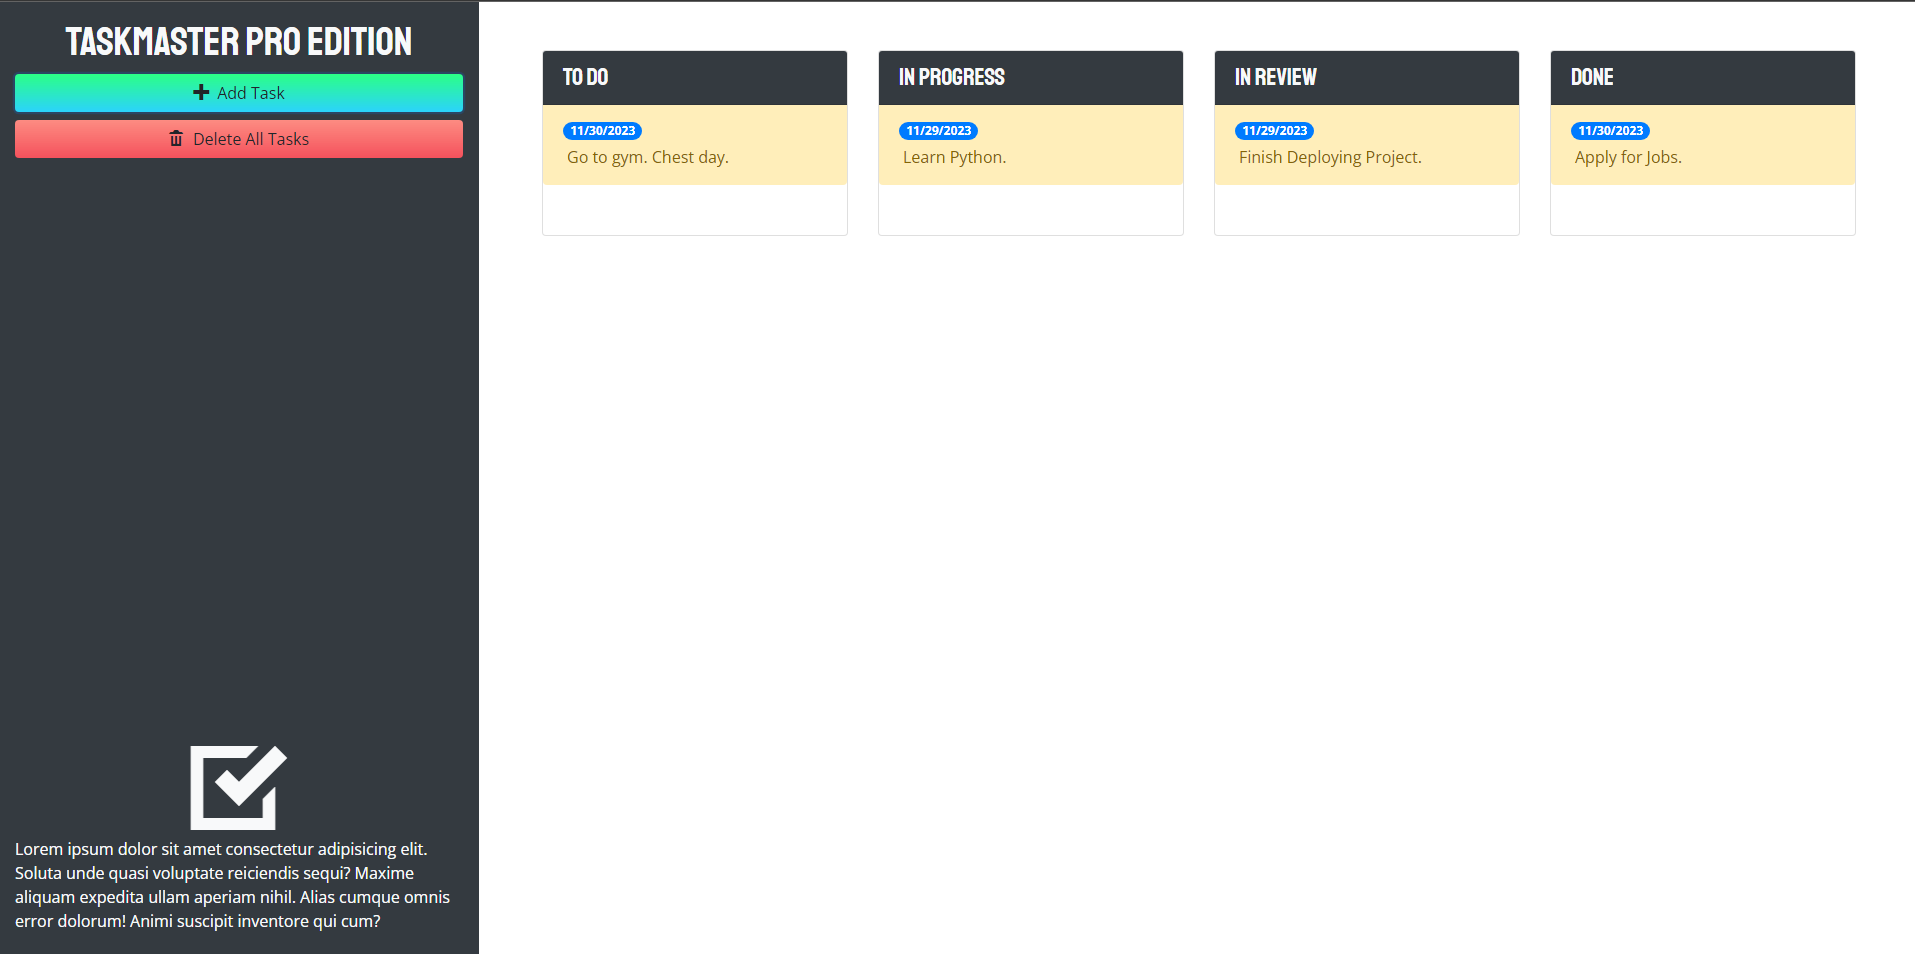 TASKMASTER PRO EDITION
Add Task
Delete All Tasks
Lorem ipsum dolor sit amet consectetur adipisicing elit.
Soluta unde quasi voluptate reiciendis sequi? Maxime
aliquam expedita ullam aperiam nihil. Alias cumque omnis
error dolorum! Animi suscipit inventore qui cum?
TO DO
11/30/2023
Go to gym. Chest day.
IN PROGRESS
11/29/2023
Learn Python.
IN REVIEW
11/29/2023
Finish Deploying Project.
DONE
11/30/2023
Apply for Jobs.